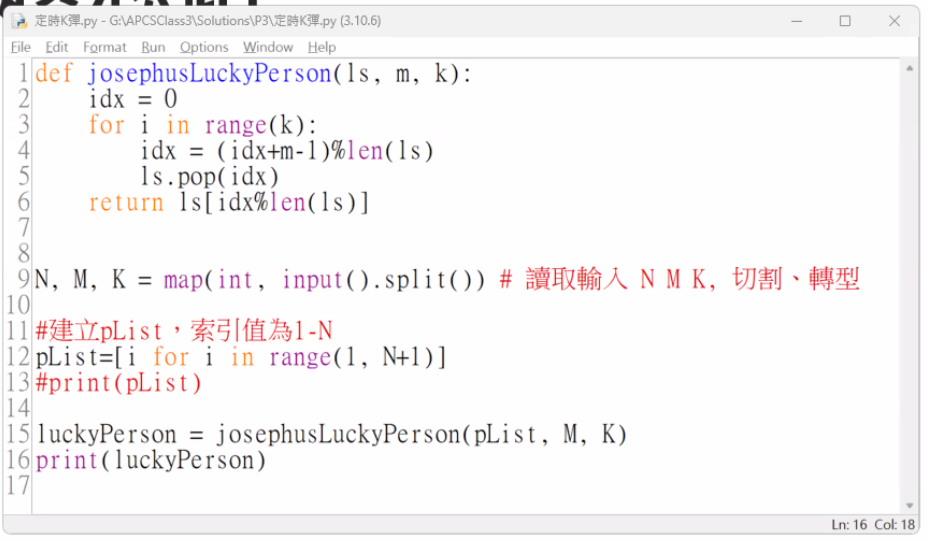 定時K彈.py - G:\APCSClass3\Solutions\P3\定時K彈.py (3.10.6)
File Edit Format Run Options Window Help
1 def josephusLuckyPerson(ls, m, k):
2     idx = 0
3     for i in range(k):
4         idx = (idx+m-1)%len(ls)
5         ls.pop(idx)
6     return ls[idx%len(ls)]
7
8
9 N, M, K = map(int, input().split()) # 讀取輸入 N M K, 切割、轉型
10
11 #建立pList，索引值為1-N
12 pList=[i for i in range(1, N+1)]
13 #print(pList)
14
15 luckyPerson = josephusLuckyPerson(pList, M, K)
16 print(luckyPerson)
17
Ln: 16 Col: 18